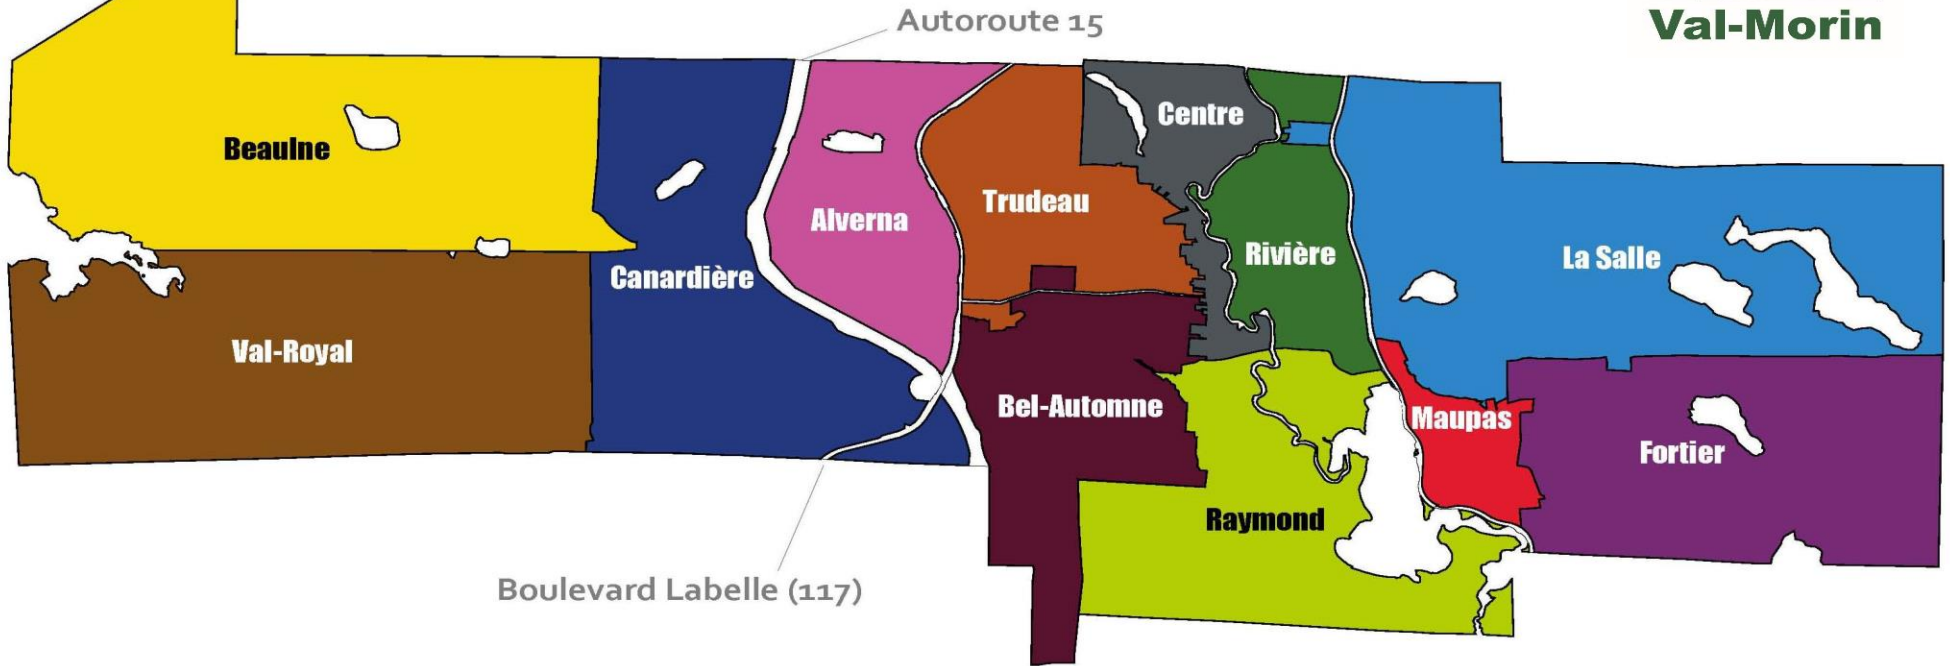 Autoroute 15
Val-Morin
Beaulne
Centre
Trudeau
Alverna
Rivière
La Salle
Canardière
Val-Royal
Bel-Automne
Maupas
Fortier
Raymond
Boulevard Labelle (117)